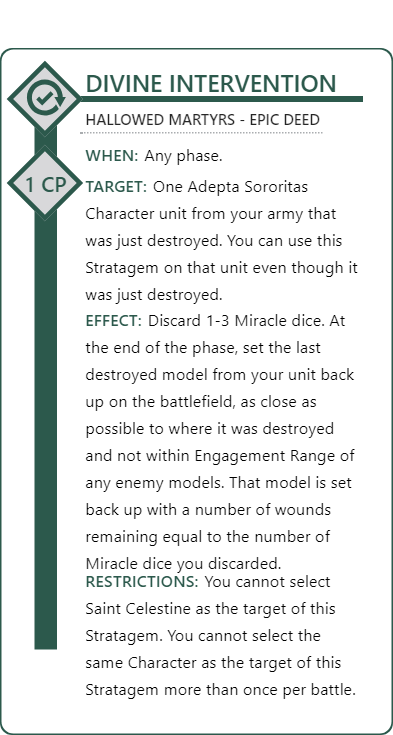 DIVINE INTERVENTION
HALLOWED MARTYRS - EPIC DEED
WHEN: Any phase.
1 CP
TARGET: One Adepta Sororitas
Character unit from your army that
was just destroyed. You can use this
Stratagem on that unit even though it
was just destroyed.
EFFECT: Discard 1-3 Miracle dice. At
the end of the phase, set the last
destroyed model from your unit back
up on the battlefield, as close as
possible to where it was destroyed
and not within Engagement Range of
any enemy models. That model is set
back up with a number of wounds
remaining equal to the number of
Miracle dice you discarded.
RESTRICTIONS: You cannot select
Saint Celestine as the target of this
Stratagem. You cannot select the
same Character as the target of this
Stratagem more than once per battle.